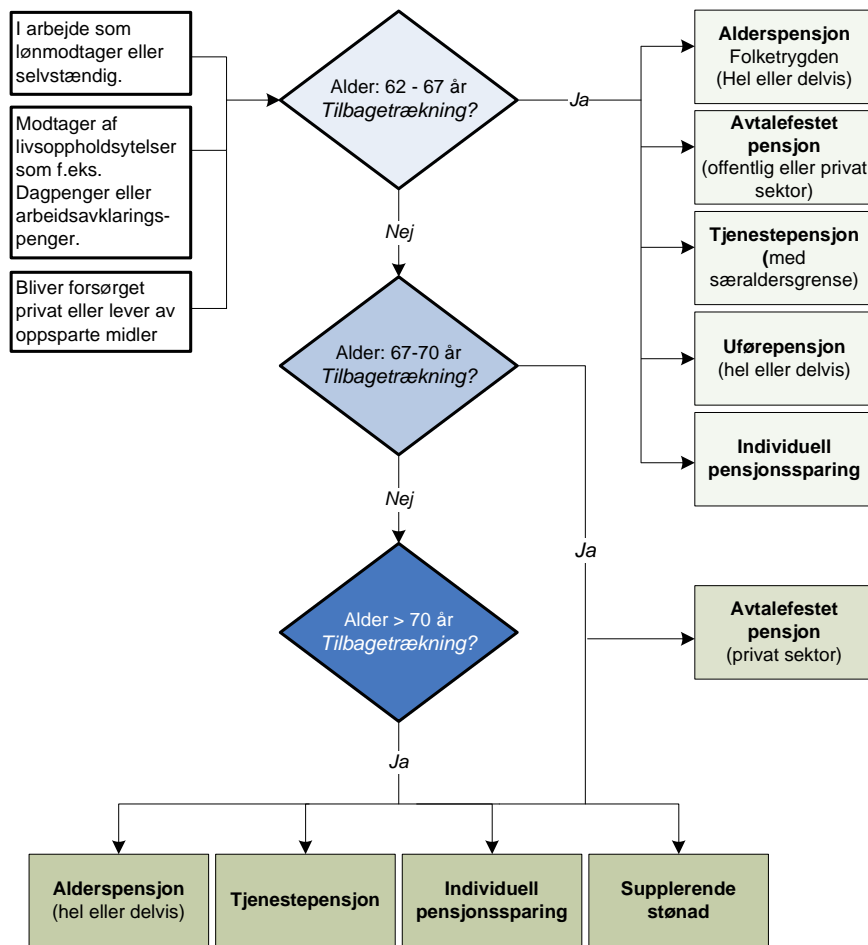 I arbejde som
lønmodtager eller
selvstændig.
Modtager af
livsoppholdsytelser
som f.eks.
Dagpenger eller
arbeidsavklarings-
penger.
Bliver forsørget
privat eller lever av
oppsparte midler
Alder: 62 - 67 år
Tilbagetrækning?
Ja
Nej
Alderspensjon
Folketrygden
(Hel eller delvis)
Avtalefestet
pensjon
(offentlig eller privat
sektor)
Tjenestepensjon
(med
særaldersgrense)
Uførepensjon
(hel eller delvis)
Individuell
pensjonssparing
Alder: 67-70 år
Tilbagetrækning?
Nej
Ja
Avtalefestet
pensjon
(privat sektor)
Alder > 70 år
Tilbagetrækning?
Ja
Alderspensjon
(hel eller delvis)
Tjenestepensjon
Individuell
pensjonssparing
Supplerende
stønad